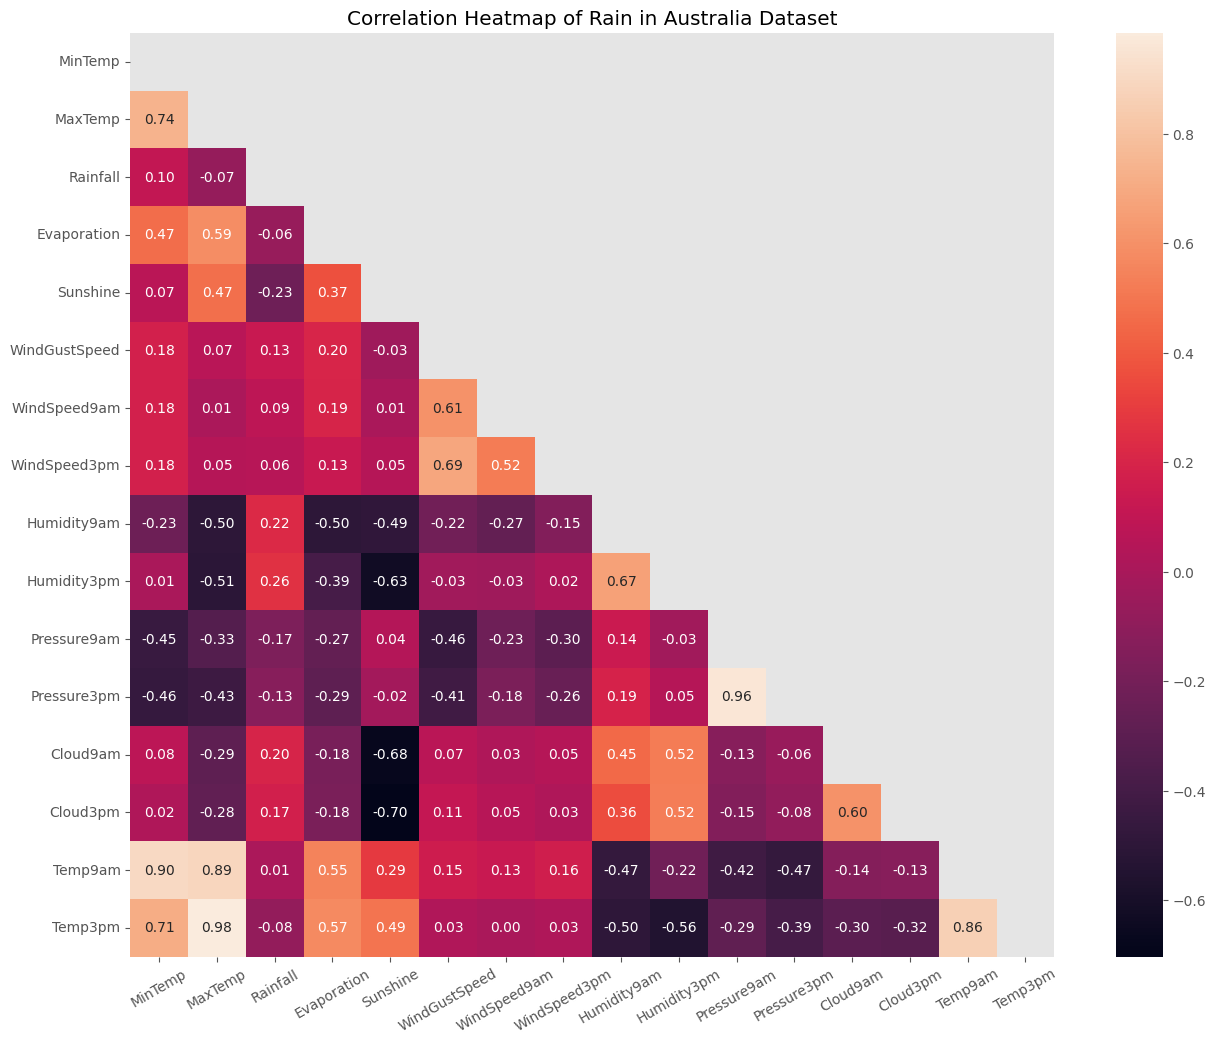 Correlation Heatmap of Rain in Australia Dataset
MinTemp
MaxTemp 0.74
Rainfall 0.10 -0.07
Evaporation 0.47 0.59 -0.06
Sunshine 0.07 0.47 -0.23 0.37
WindGustSpeed 0.18 0.07 0.13 0.20 -0.03
WindSpeed9am 0.18 0.01 0.09 0.19 0.01 0.61
WindSpeed3pm 0.18 0.05 0.06 0.13 0.05 0.69 0.52
Humidity9am -0.23 -0.50 0.22 -0.50 -0.49 -0.22 -0.27 -0.15
Humidity3pm 0.01 -0.51 0.26 -0.39 -0.63 -0.03 -0.03 0.02 0.67
Pressure9am -0.45 -0.33 -0.17 -0.27 0.04 -0.46 -0.23 -0.30 0.14 -0.03
Pressure3pm -0.46 -0.43 -0.13 -0.29 -0.02 -0.41 -0.18 -0.26 0.19 0.05 0.96
Cloud9am 0.08 -0.29 0.20 -0.18 -0.68 0.07 0.03 0.05 0.45 0.52 -0.13 -0.06
Cloud3pm 0.02 -0.28 0.17 -0.18 -0.70 0.11 0.05 0.03 0.36 0.52 -0.15 -0.08 0.60
Temp9am 0.90 0.89 0.01 0.55 0.29 0.15 0.13 0.16 -0.47 -0.22 -0.42 -0.47 -0.14 -0.13
Temp3pm 0.71 0.98 -0.08 0.57 0.49 0.03 0.00 0.03 -0.50 -0.56 -0.29 -0.39 -0.30 -0.32 0.86
MinTemp MaxTemp Rainfall Evaporation Sunshine WindGustSpeed WindSpeed9am WindSpeed3pm Humidity9am Humidity3pm Pressure9am Pressure3pm Cloud9am Cloud3pm Temp9am Temp3pm
0.8
0.6
0.4
0.2
0.0
−0.2
−0.4
−0.6